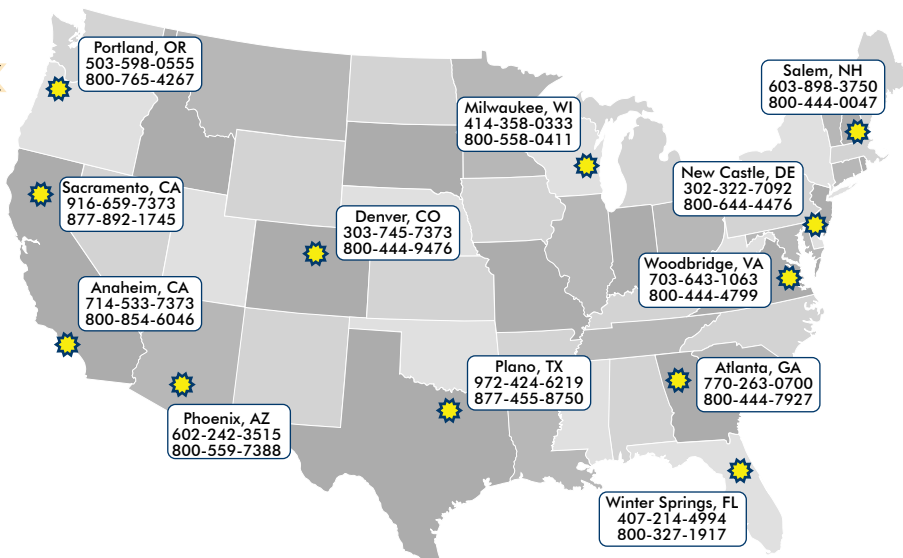 Portland, OR
503-598-0555
800-765-4267
Salem, NH
603-898-3750
800-444-0047
Milwaukee, WI
414-358-0333
800-558-0411
New Castle, DE
302-322-7092
800-644-4476
Sacramento, CA
916-659-7373
877-892-1745
Denver, CO
303-745-7373
800-444-9476
Woodbridge, VA
703-643-1063
800-444-4799
Anaheim, CA
714-533-7373
800-854-6046
Plano, TX
972-424-6219
877-455-8750
Atlanta, GA
770-263-0700
800-444-7927
Phoenix, AZ
602-242-3515
800-559-7388
Winter Springs, FL
407-214-4994
800-327-1917